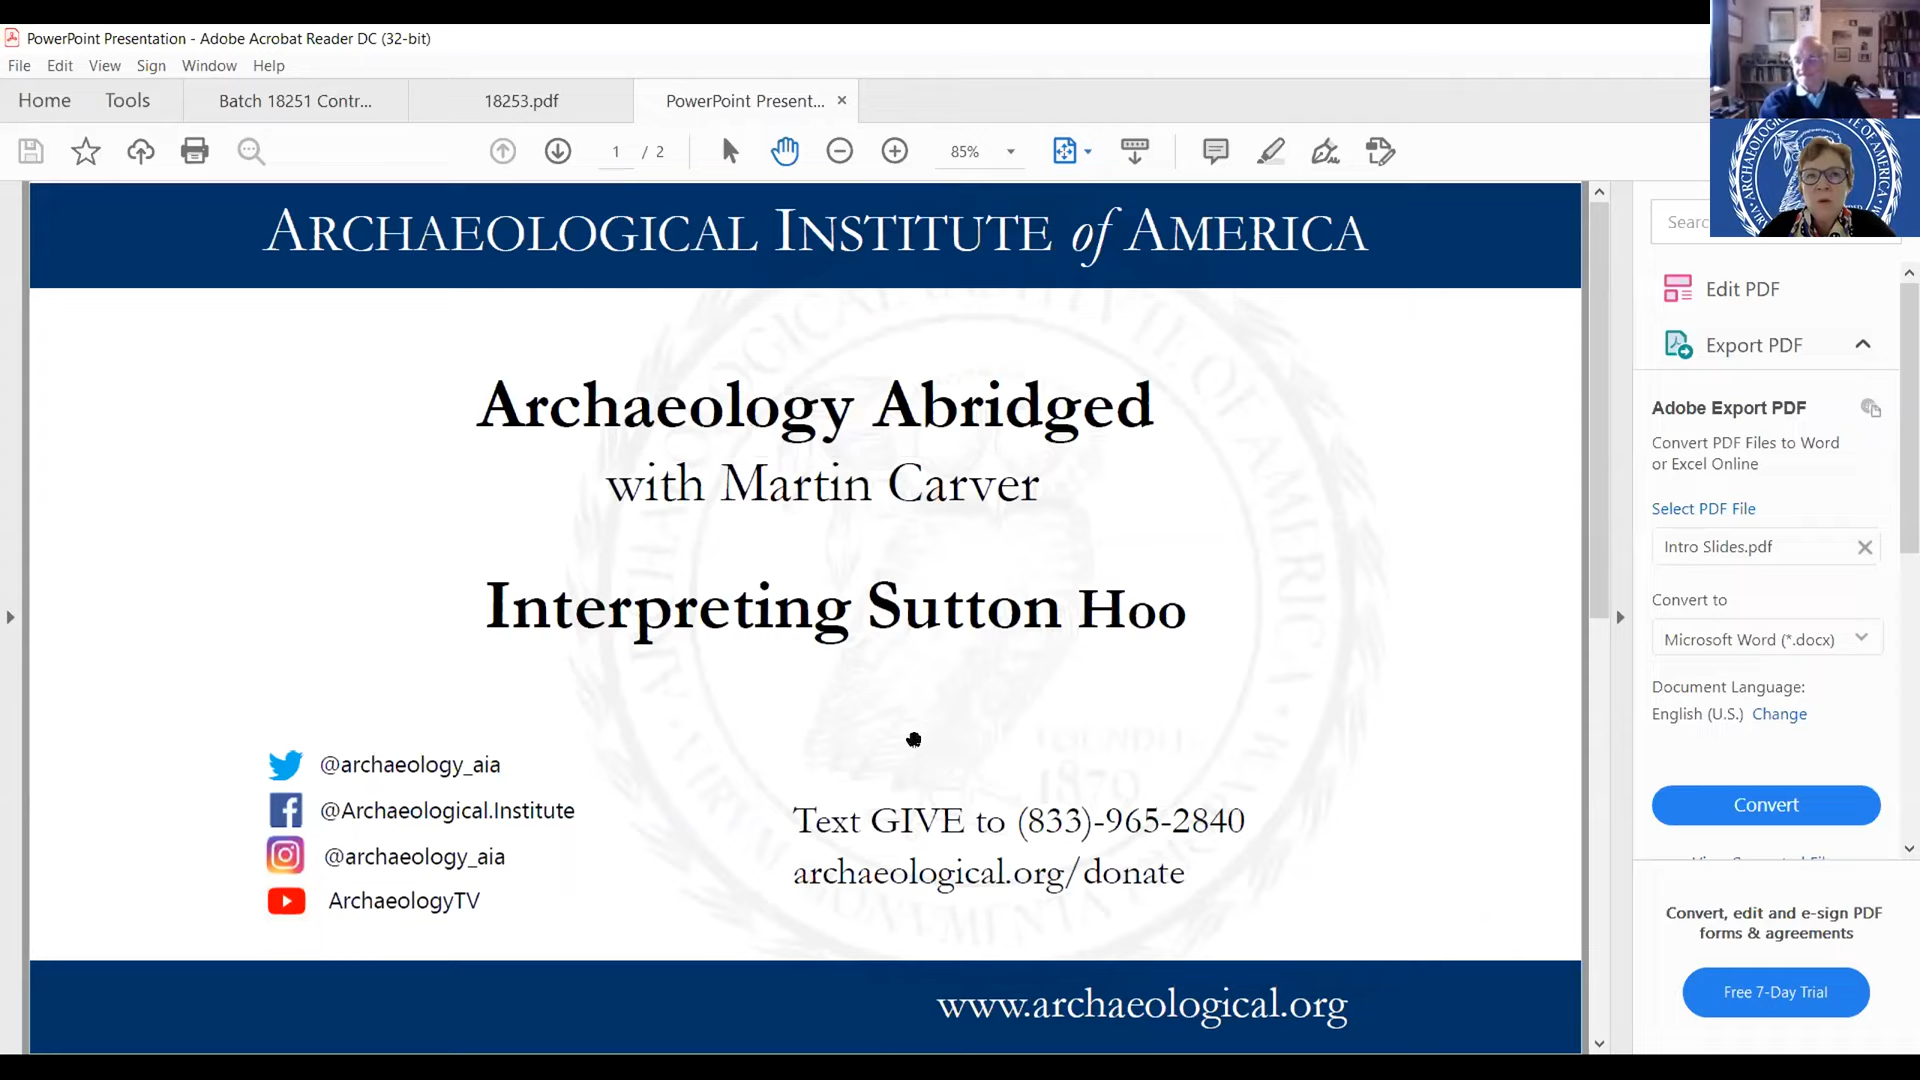 PowerPoint Presentation - Adobe Acrobat Reader DC (32-bit)
File Edit View Sign Window Help
Home Tools Batch 18251 Contr... 18253.pdf PowerPoint Present... ×
1 / 2 85%
ARCHAEOLOGICAL INSTITUTE of AMERICA
Archaeology Abridged
with Martin Carver
Interpreting Sutton Hoo
@archaeology_aia
@Archaeological.Institute
@archaeology_aia
ArchaeologyTV
Text GIVE to (833)-965-2840
archaeological.org/donate
www.archaeological.org
Edit PDF
Export PDF
Adobe Export PDF
Convert PDF Files to Word
or Excel Online
Select PDF File
Intro Slides.pdf
Convert to
Microsoft Word (*.docx)
Document Language:
English (U.S.) Change
Convert
Convert, edit and e-sign PDF
forms & agreements
Free 7-Day Trial